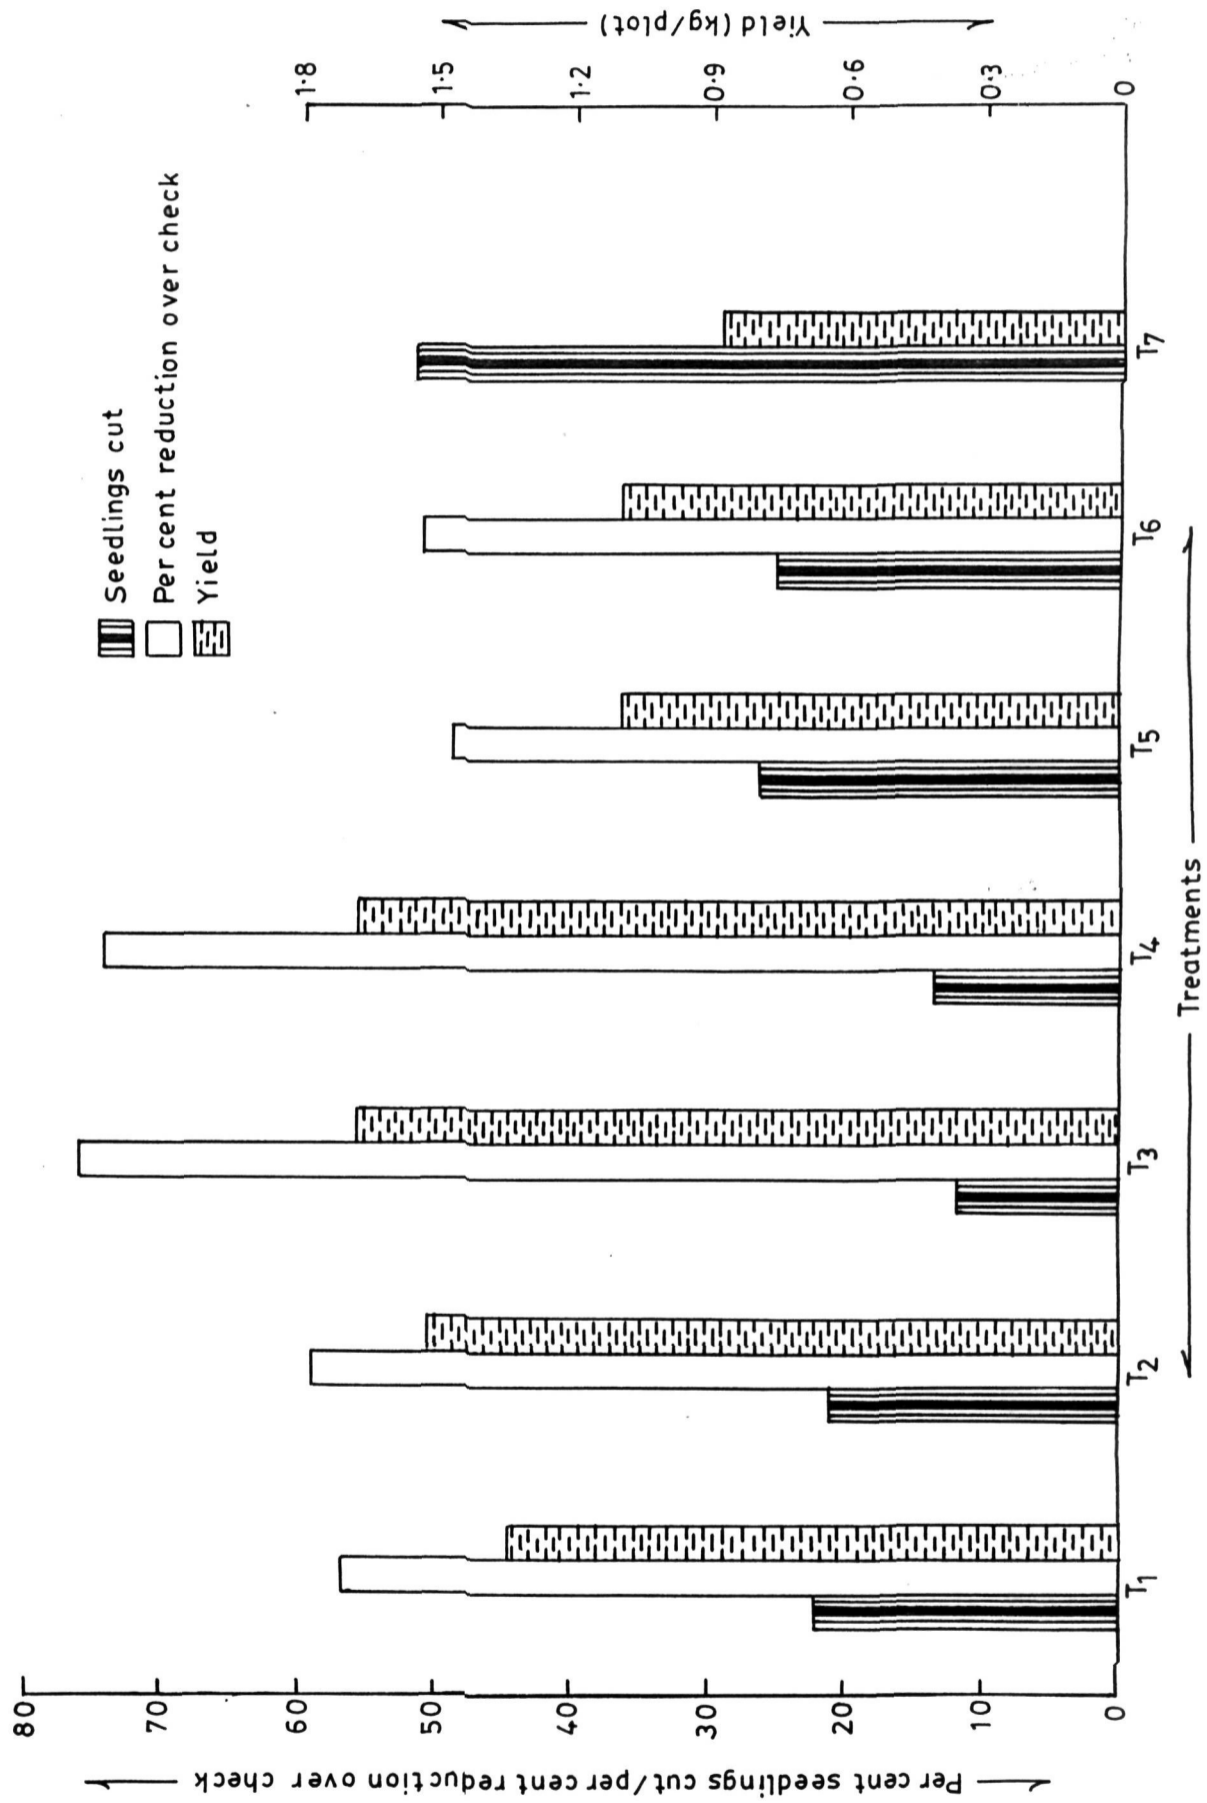 Seedlings cut
Per cent reduction over check
Yield
Per cent seedlings cut/per cent reduction over check
80
70
60
50
40
30
20
10
0
Yield (kg/plot)
1·8
1·5
1·2
0·9
0·6
0·3
0
T1
T2
T3
T4
T5
T6
T7
Treatments